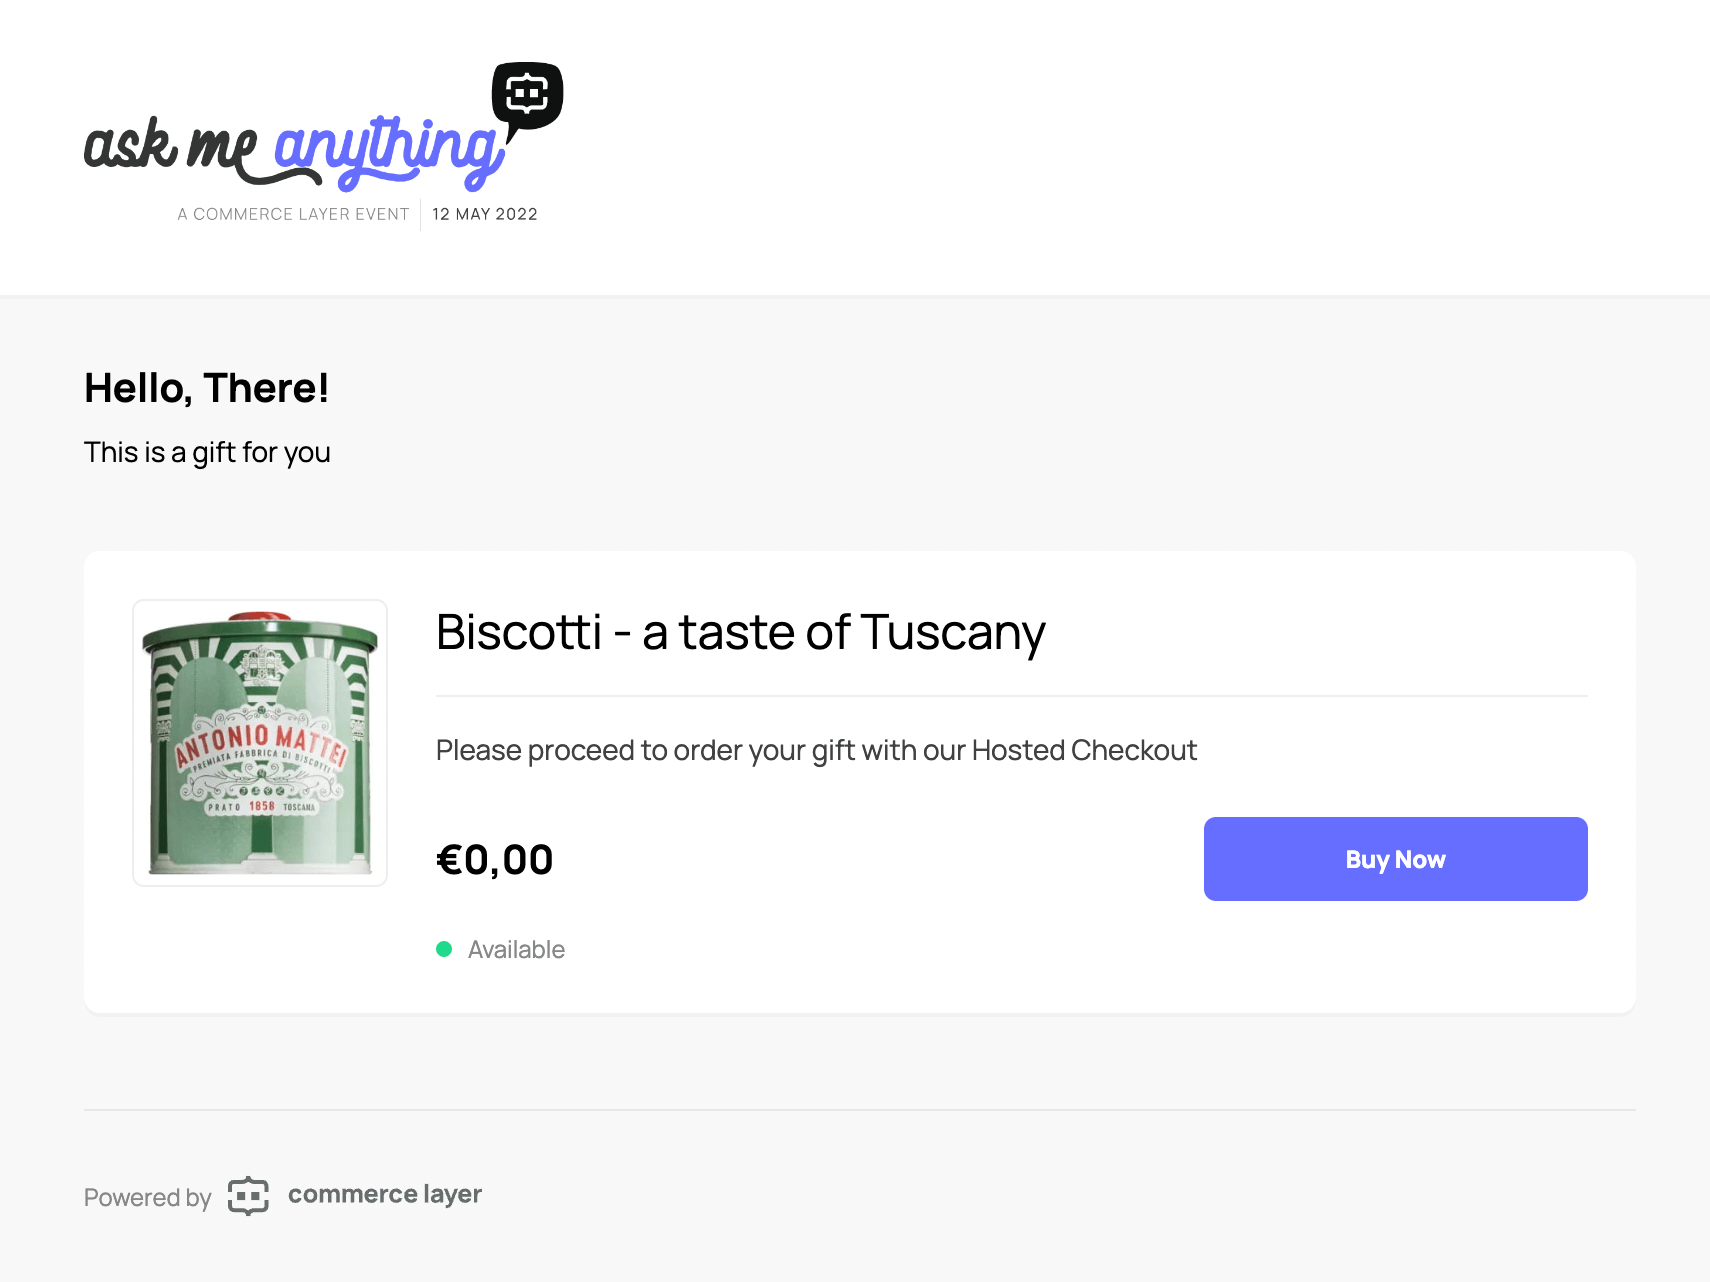 ask me anything
A COMMERCE LAYER EVENT 12 MAY 2022
Hello, There!
This is a gift for you
Biscotti - a taste of Tuscany
ANTONIO MATTEI
PREMIATA FABBRICA DI BISCOTTI
PRATO 1858 TOSCANA
Please proceed to order your gift with our Hosted Checkout
€0,00
Buy Now
Available
Powered by commerce layer